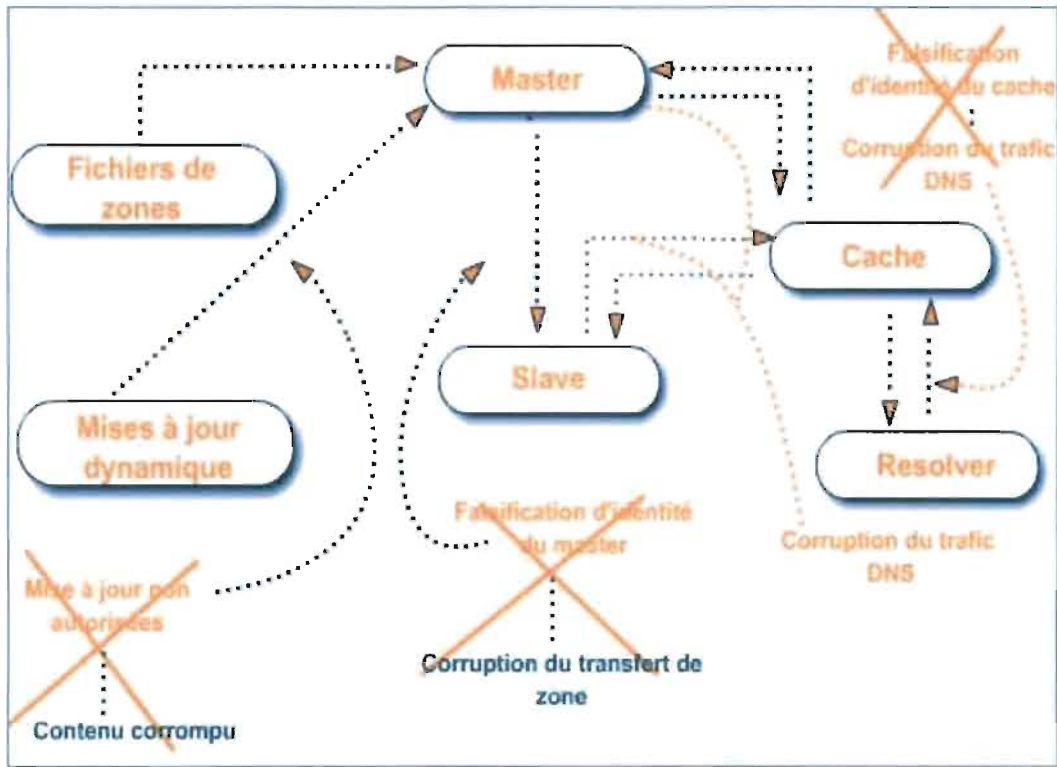 Master
Falsification
d'identité du cache
Corruption du trafic
DNS
Fichiers de
zones
Cache
Slave
Mises à jour
dynamique
Resolver
Falsification d'identité
du master
Corruption du trafic
DNS
Mise à jour non
autorisées
Corruption du transfert de
zone
Contenu corrompu